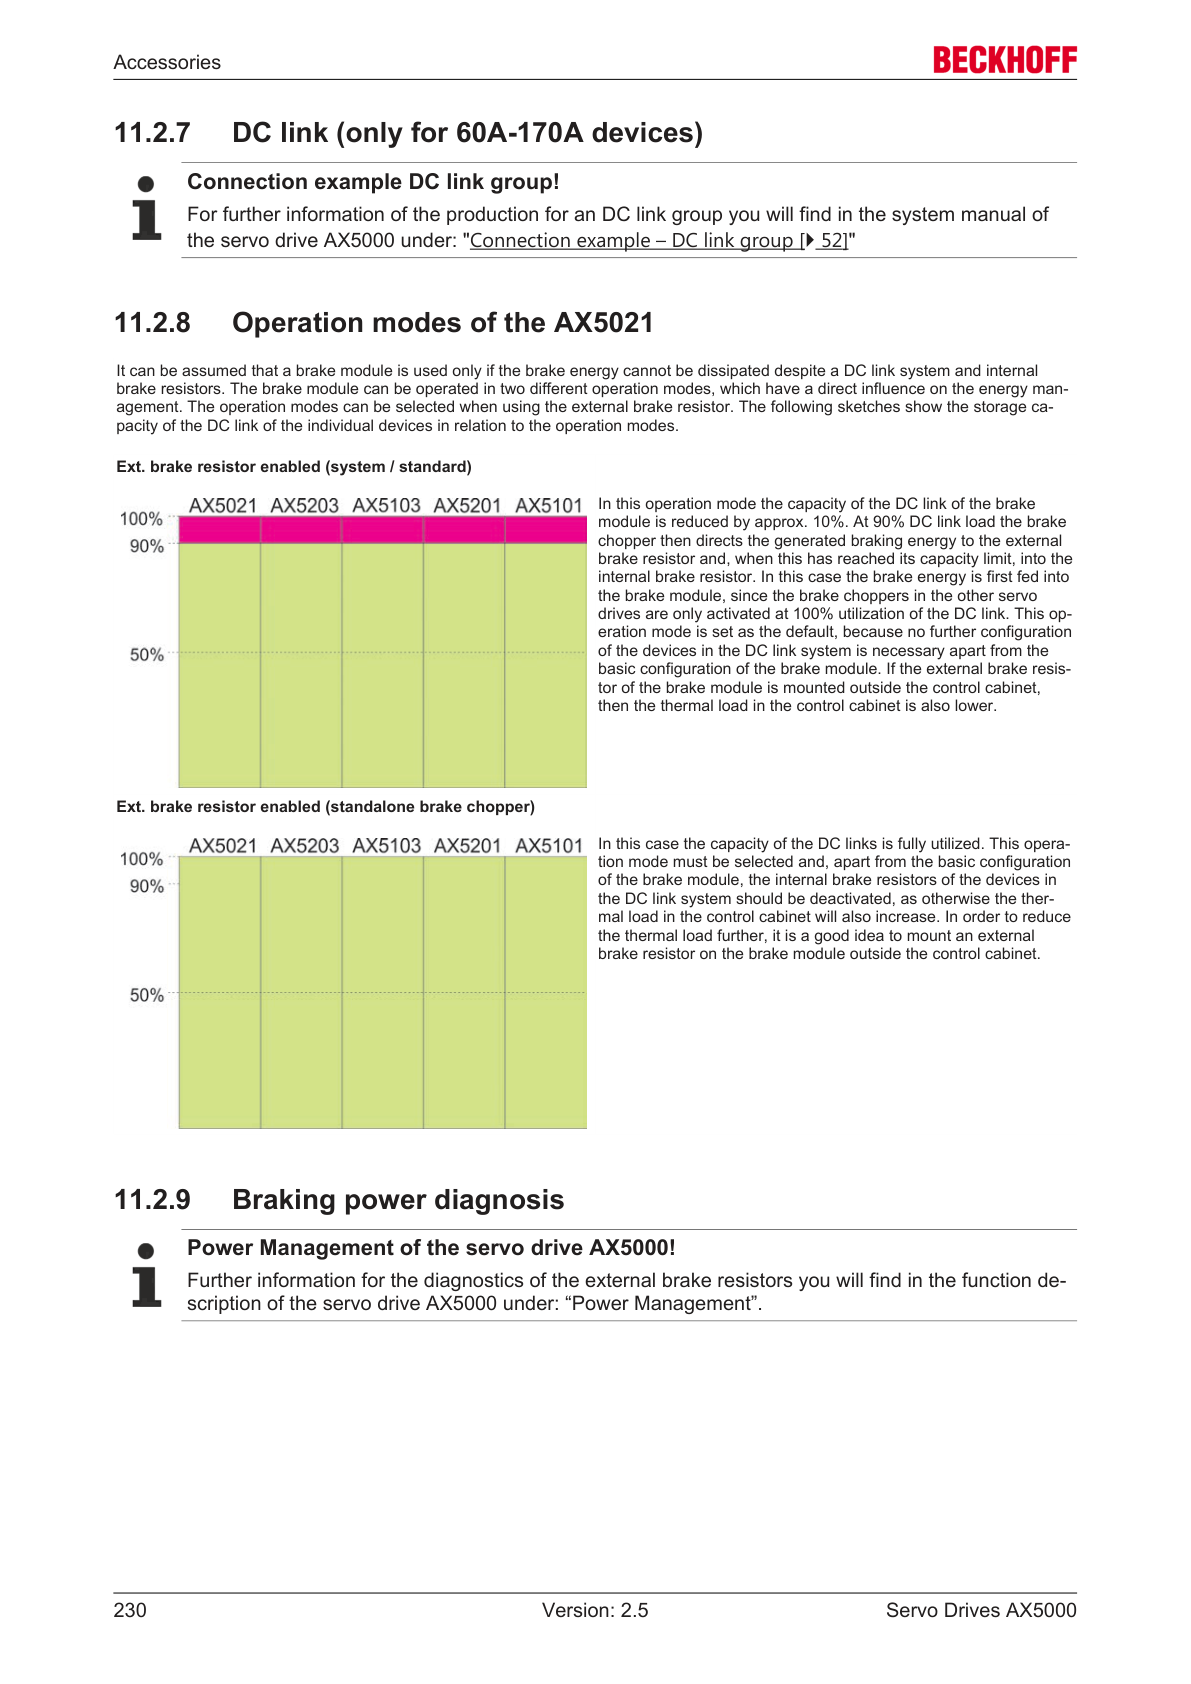 Accessories
BECKHOFF
11.2.7 DC link (only for 60A-170A devices)
Connection example DC link group!
For further information of the production for an DC link group you will find in the system manual of
the servo drive AX5000 under: "Connection example – DC link group [▶ 52]"
11.2.8 Operation modes of the AX5021
It can be assumed that a brake module is used only if the brake energy cannot be dissipated despite a DC link system and internal
brake resistors. The brake module can be operated in two different operation modes, which have a direct influence on the energy man-
agement. The operation modes can be selected when using the external brake resistor. The following sketches show the storage ca-
pacity of the DC link of the individual devices in relation to the operation modes.
Ext. brake resistor enabled (system / standard)
AX5021 AX5203 AX5103 AX5201 AX5101
100%
90%
50%
In this operation mode the capacity of the DC link of the brake
module is reduced by approx. 10%. At 90% DC link load the brake
chopper then directs the generated braking energy to the external
brake resistor and, when this has reached its capacity limit, into the
internal brake resistor. In this case the brake energy is first fed into
the brake module, since the brake choppers in the other servo
drives are only activated at 100% utilization of the DC link. This op-
eration mode is set as the default, because no further configuration
of the devices in the DC link system is necessary apart from the
basic configuration of the brake module. If the external brake resis-
tor of the brake module is mounted outside the control cabinet,
then the thermal load in the control cabinet is also lower.
Ext. brake resistor enabled (standalone brake chopper)
AX5021 AX5203 AX5103 AX5201 AX5101
100%
90%
50%
In this case the capacity of the DC links is fully utilized. This opera-
tion mode must be selected and, apart from the basic configuration
of the brake module, the internal brake resistors of the devices in
the DC link system should be deactivated, as otherwise the ther-
mal load in the control cabinet will also increase. In order to reduce
the thermal load further, it is a good idea to mount an external
brake resistor on the brake module outside the control cabinet.
11.2.9 Braking power diagnosis
Power Management of the servo drive AX5000!
Further information for the diagnostics of the external brake resistors you will find in the function de-
scription of the servo drive AX5000 under: “Power Management”.
230 Version: 2.5 Servo Drives AX5000